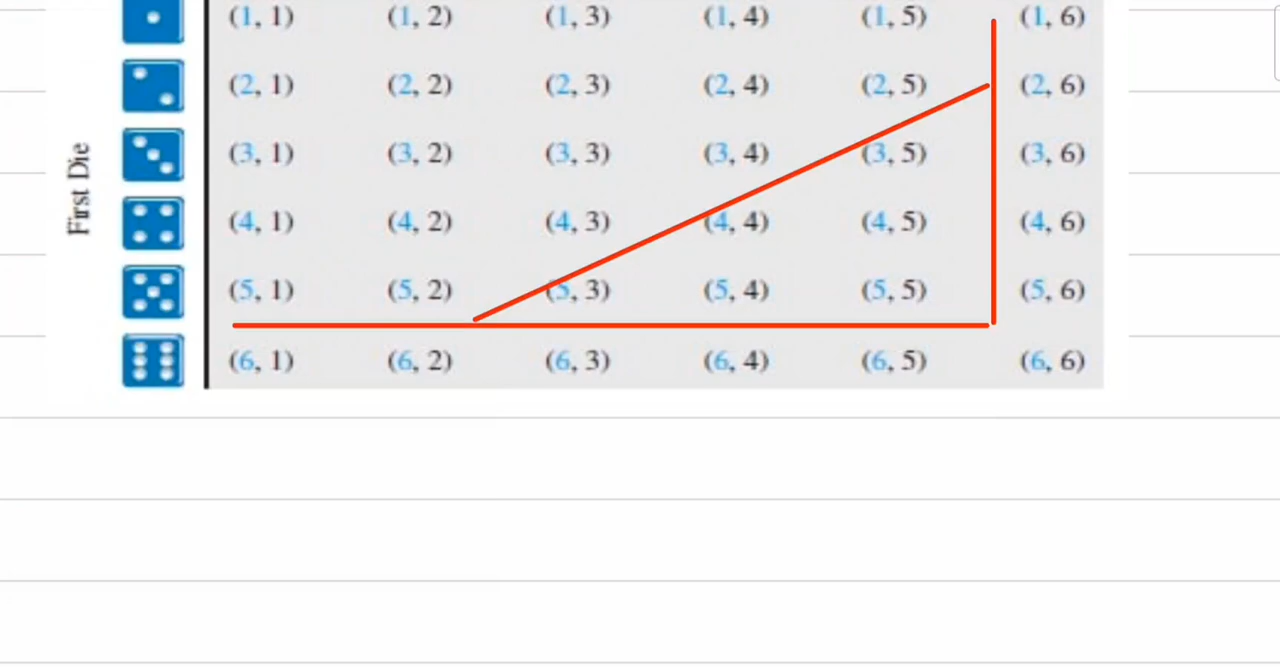 (1, 1) (1, 2) (1, 3) (1, 4) (1, 5) (1, 6)
(2, 1) (2, 2) (2, 3) (2, 4) (2, 5) (2, 6)
First Die
(3, 1) (3, 2) (3, 3) (3, 4) (3, 5) (3, 6)
(4, 1) (4, 2) (4, 3) (4, 4) (4, 5) (4, 6)
(5, 1) (5, 2) (5, 3) (5, 4) (5, 5) (5, 6)
(6, 1) (6, 2) (6, 3) (6, 4) (6, 5) (6, 6)